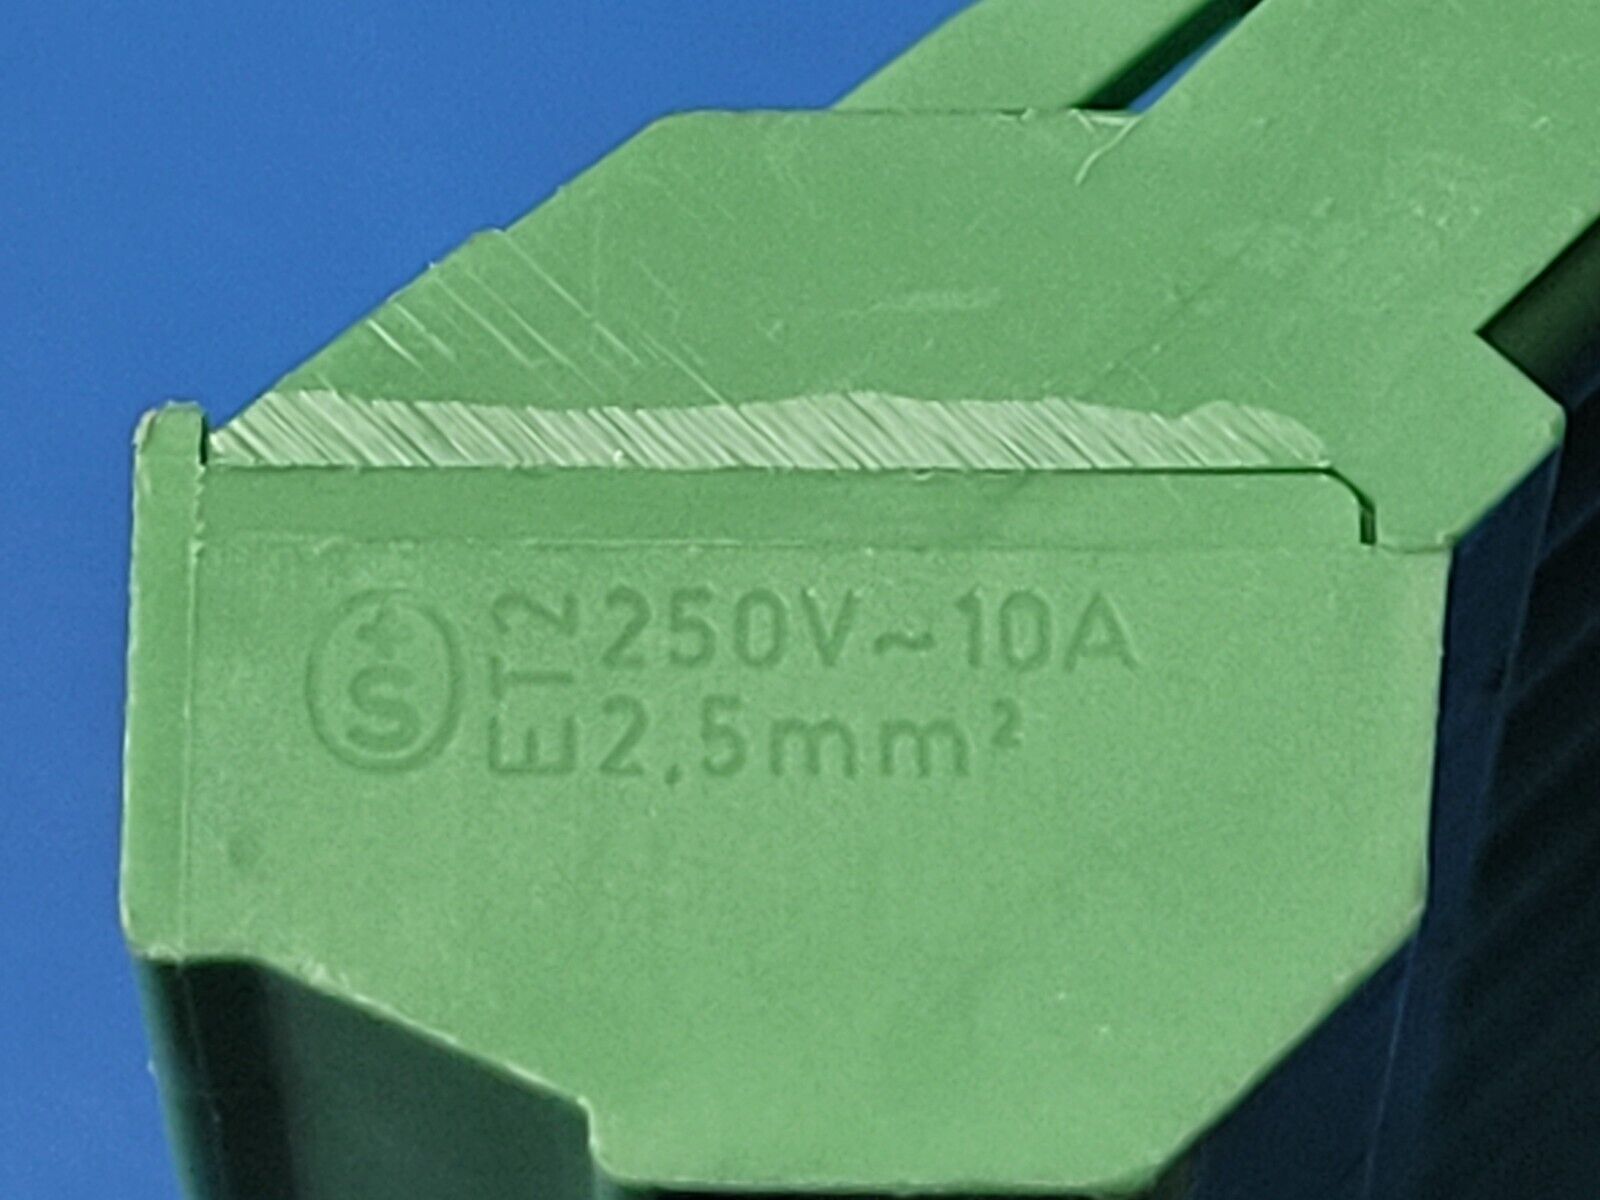 +S
ET2
250V~10A
2,5mm²